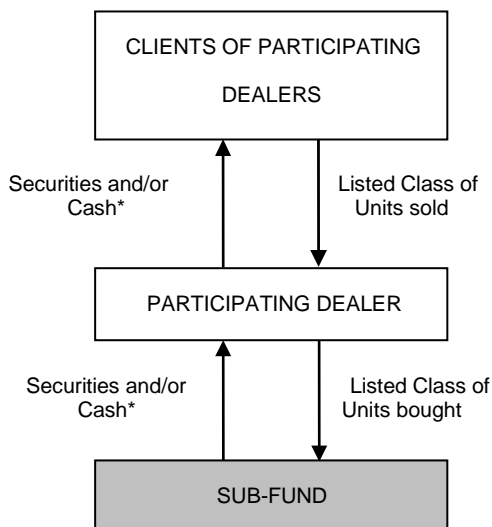 CLIENTS OF PARTICIPATING
DEALERS
Securities and/or
Cash*
Listed Class of
Units sold
PARTICIPATING DEALER
Securities and/or
Cash*
Listed Class of
Units bought
SUB-FUND